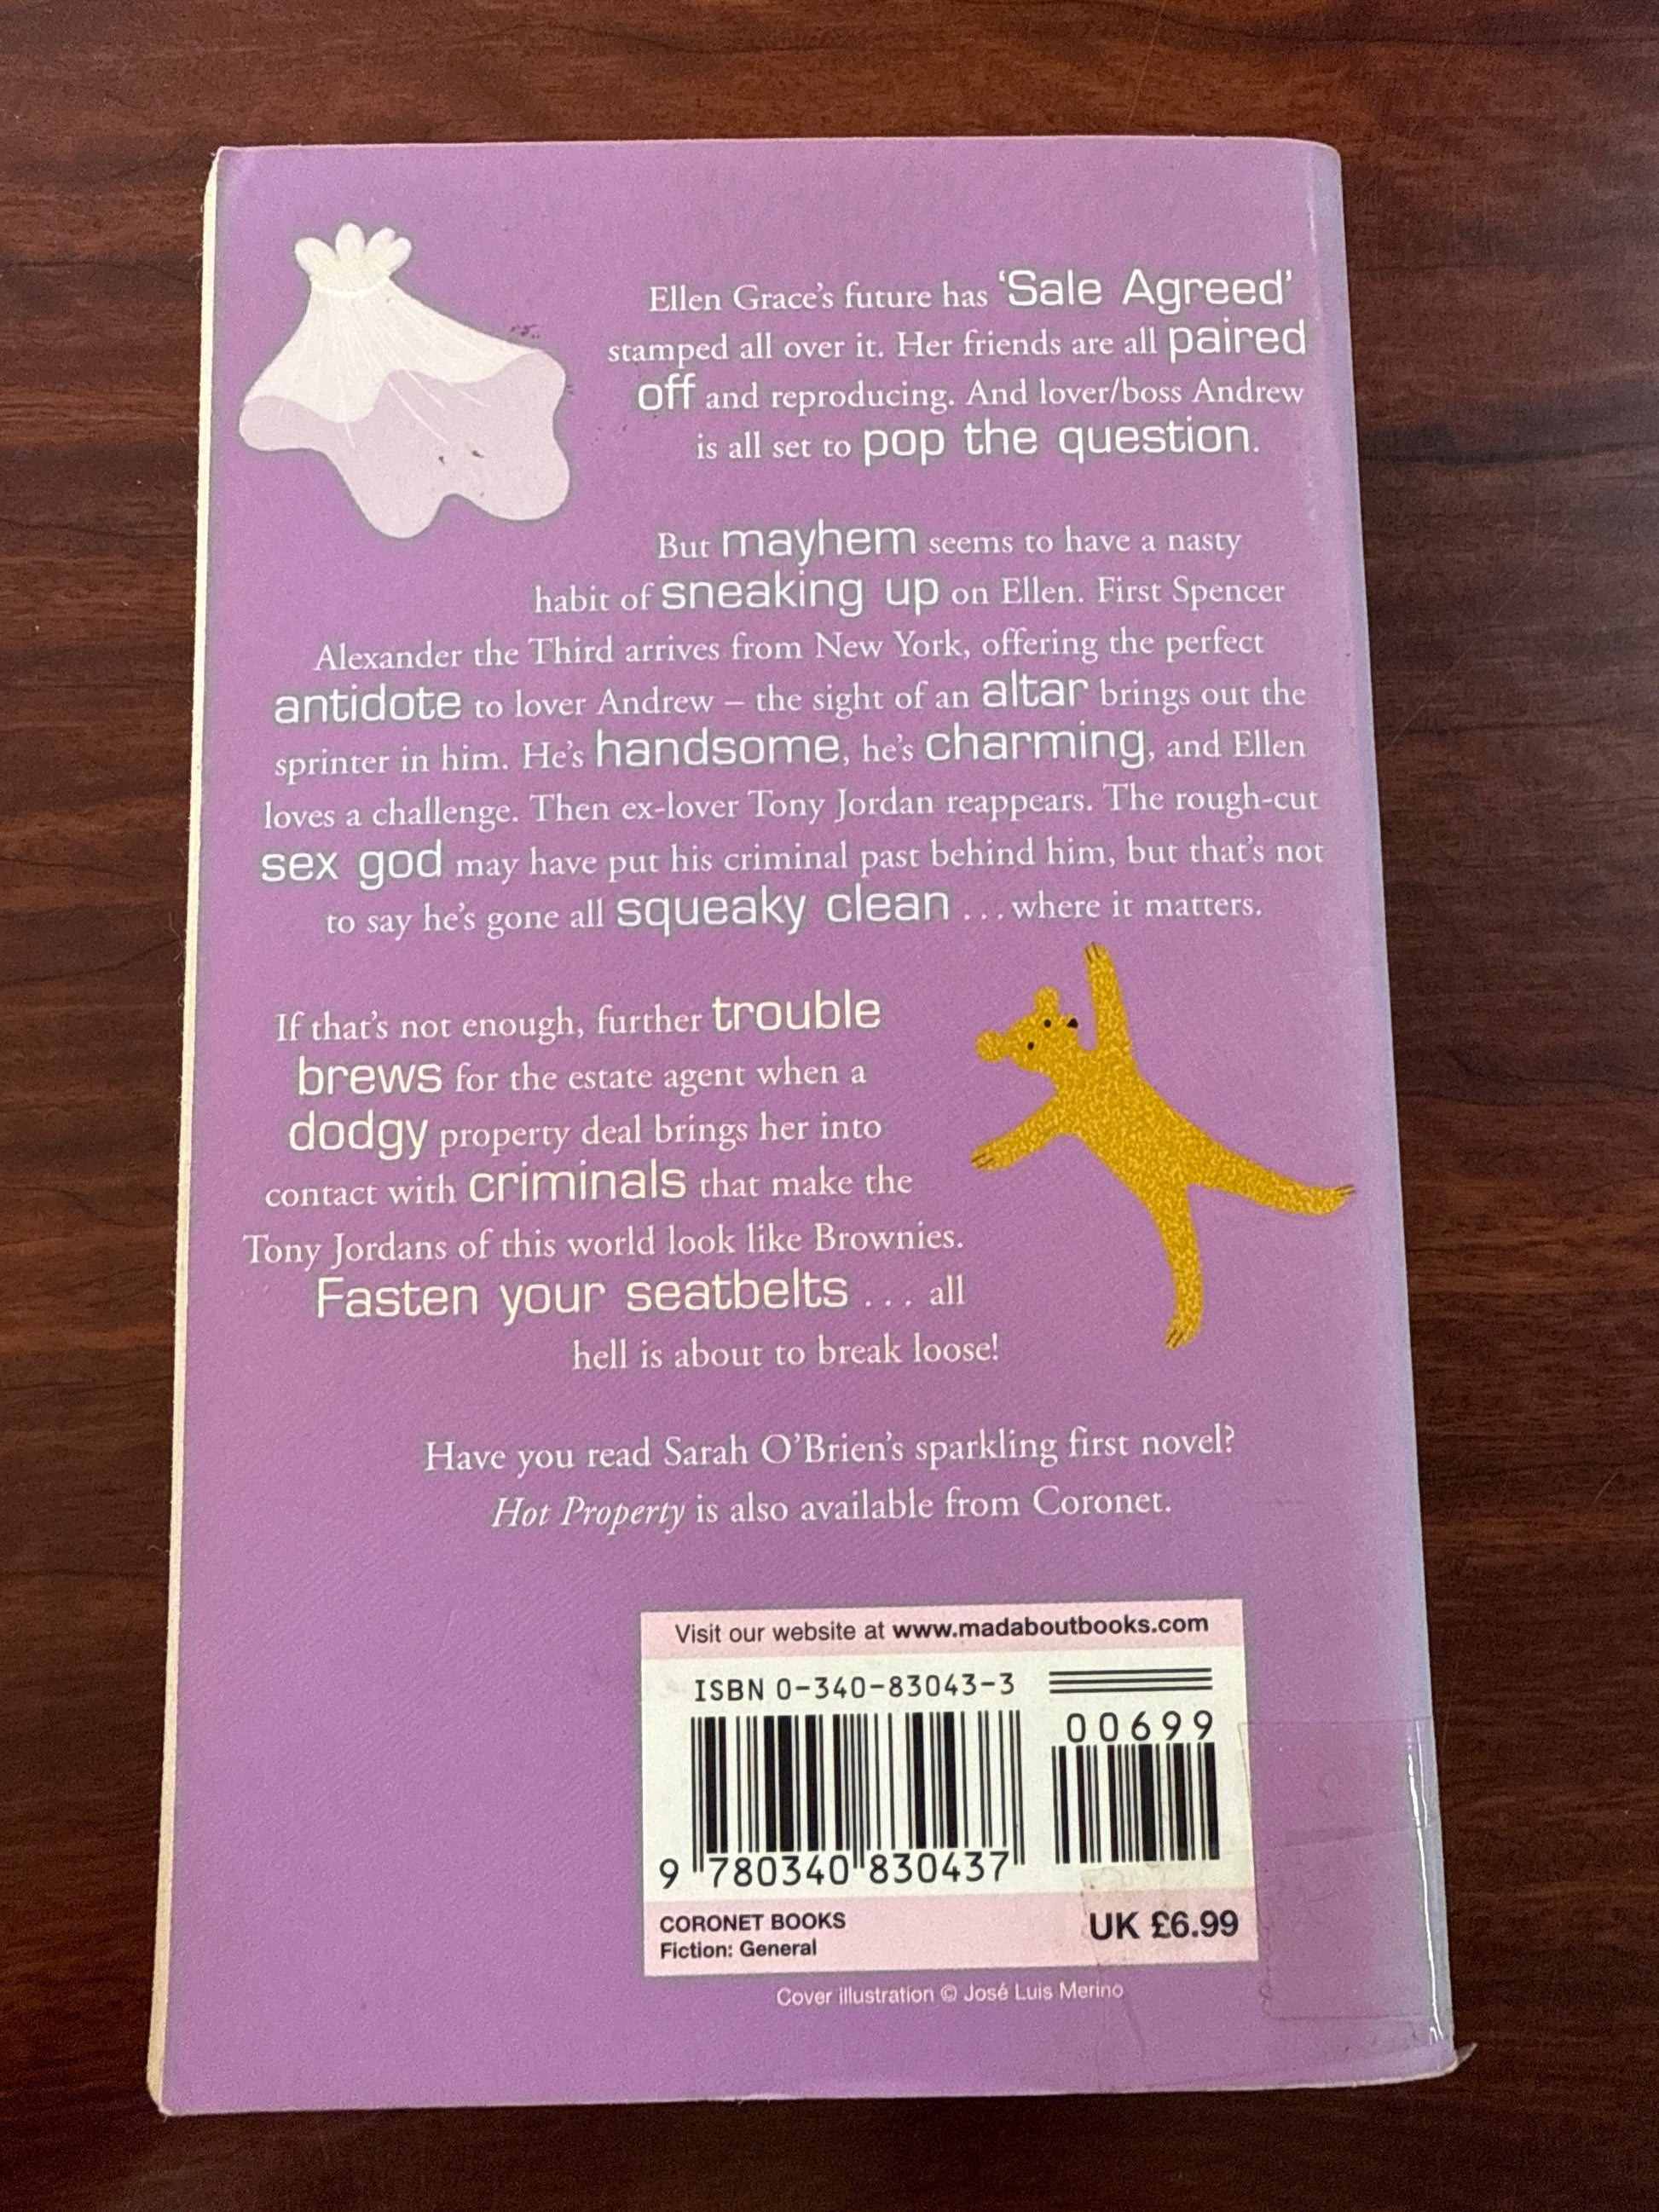 Ellen Grace's future has ‘Sale Agreed’
stamped all over it. Her friends are all paired
off and reproducing. And lover/boss Andrew
is all set to pop the question.
But mayhem seems to have a nasty
habit of sneaking up on Ellen. First Spencer
Alexander the Third arrives from New York, offering the perfect
antidote to lover Andrew – the sight of an altar brings out the
sprinter in him. He's handsome, he's charming, and Ellen
loves a challenge. Then ex-lover Tony Jordan reappears. The rough-cut
sex god may have put his criminal past behind him, but that's not
to say he's gone all squeaky clean ... where it matters.
If that's not enough, further trouble
brews for the estate agent when a
dodgy property deal brings her into
contact with criminals that make the
Tony Jordans of this world look like Brownies.
Fasten your seatbelts ... all
hell is about to break loose!
Have you read Sarah O'Brien's sparkling first novel?
Hot Property is also available from Coronet.
Visit our website at www.madaboutbooks.com
ISBN 0-340-83043-3
00699
9 780340 830437
CORONET BOOKS
Fiction: General
UK £6.99
Cover illustration © José Luis Merino